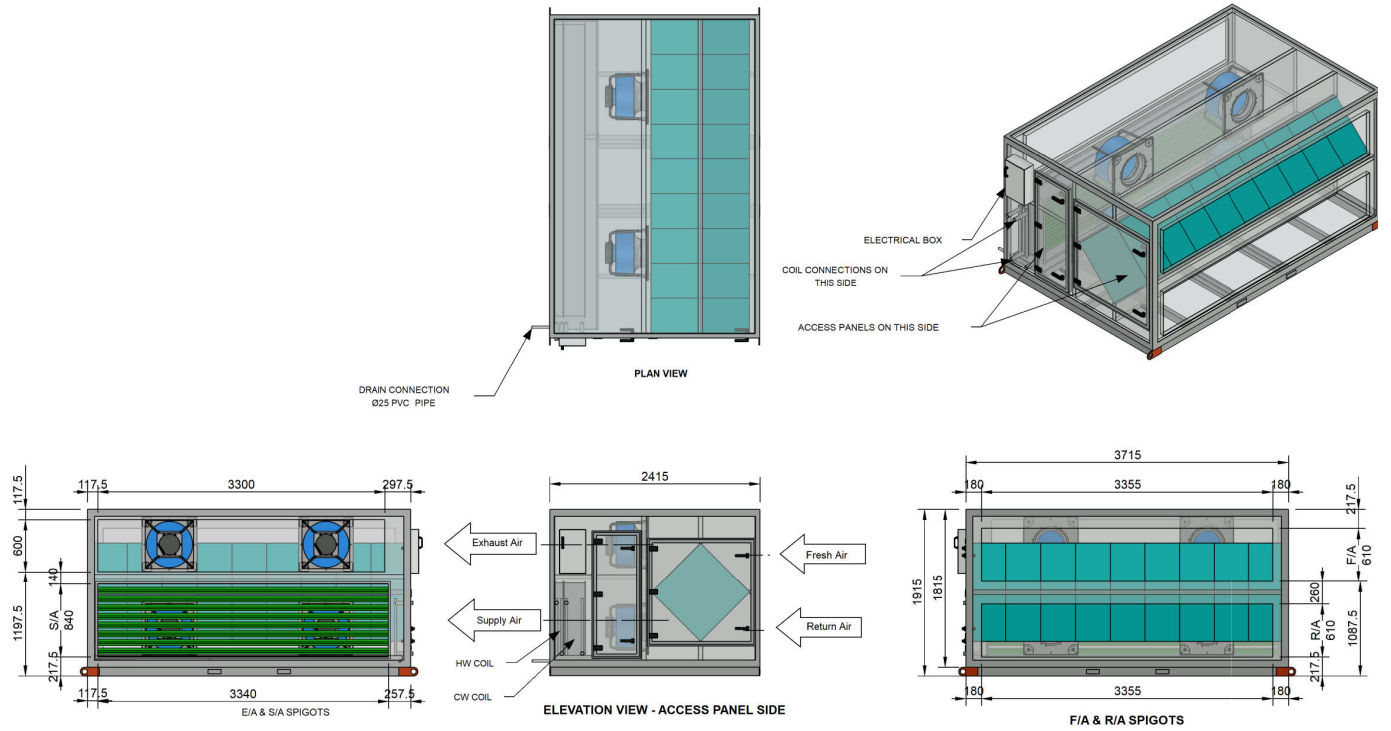 PLAN VIEW
DRAIN CONNECTION
Ø25 PVC  PIPE
ELECTRICAL BOX
COIL CONNECTIONS ON
THIS SIDE
ACCESS PANELS ON THIS SIDE
117.5
3300
297.5
117.5
600
140
S/A
840
1197.5
217.5
117.5
3340
257.5
E/A & S/A SPIGOTS
2415
Exhaust Air
Fresh Air
Supply Air
Return Air
HW COIL
CW COIL
ELEVATION VIEW - ACCESS PANEL SIDE
3715
180
3355
180
217.5
F/A
610
1915
1815
260
R/A
610
1087.5
217.5
180
3355
180
F/A & R/A SPIGOTS